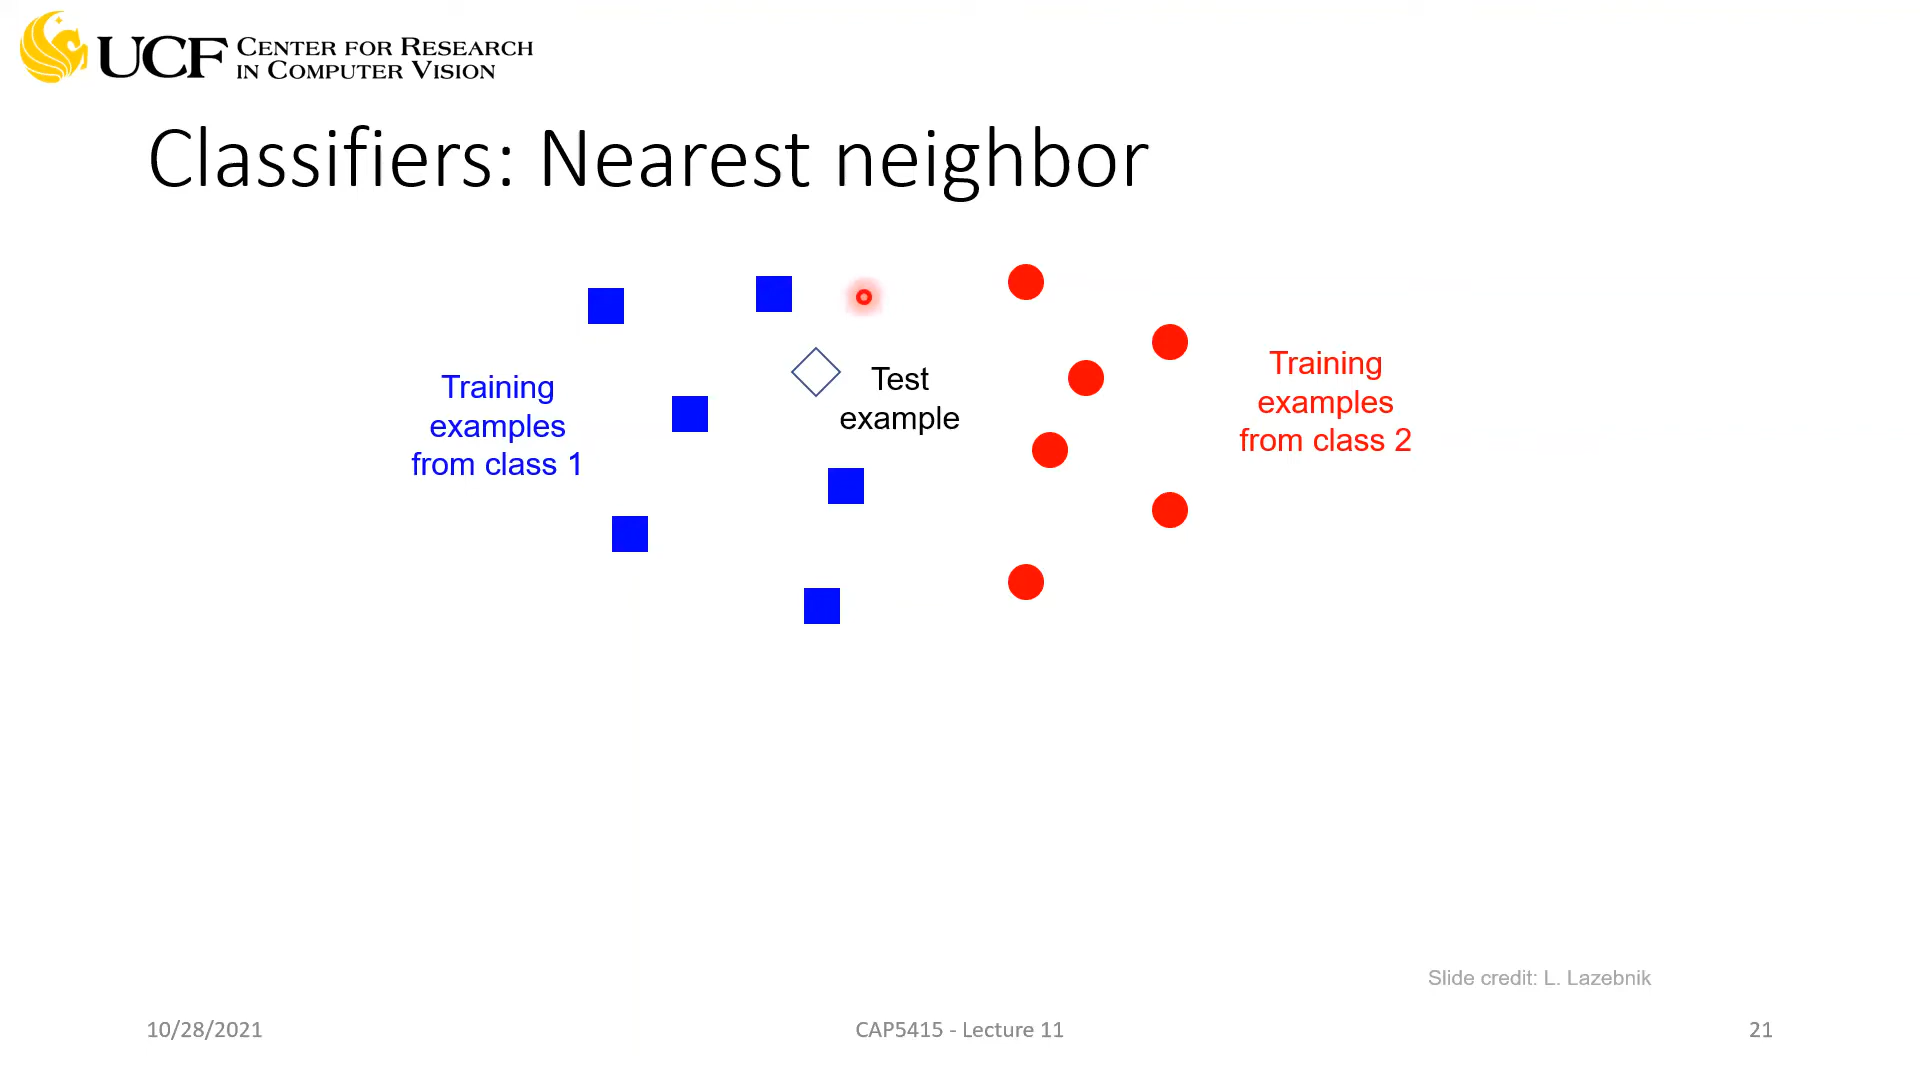 UCF CENTER FOR RESEARCH
IN COMPUTER VISION
Classifiers: Nearest neighbor
Training
examples
from class 1
Test
example
Training
examples
from class 2
Slide credit: L. Lazebnik
10/28/2021
CAP5415 - Lecture 11
21